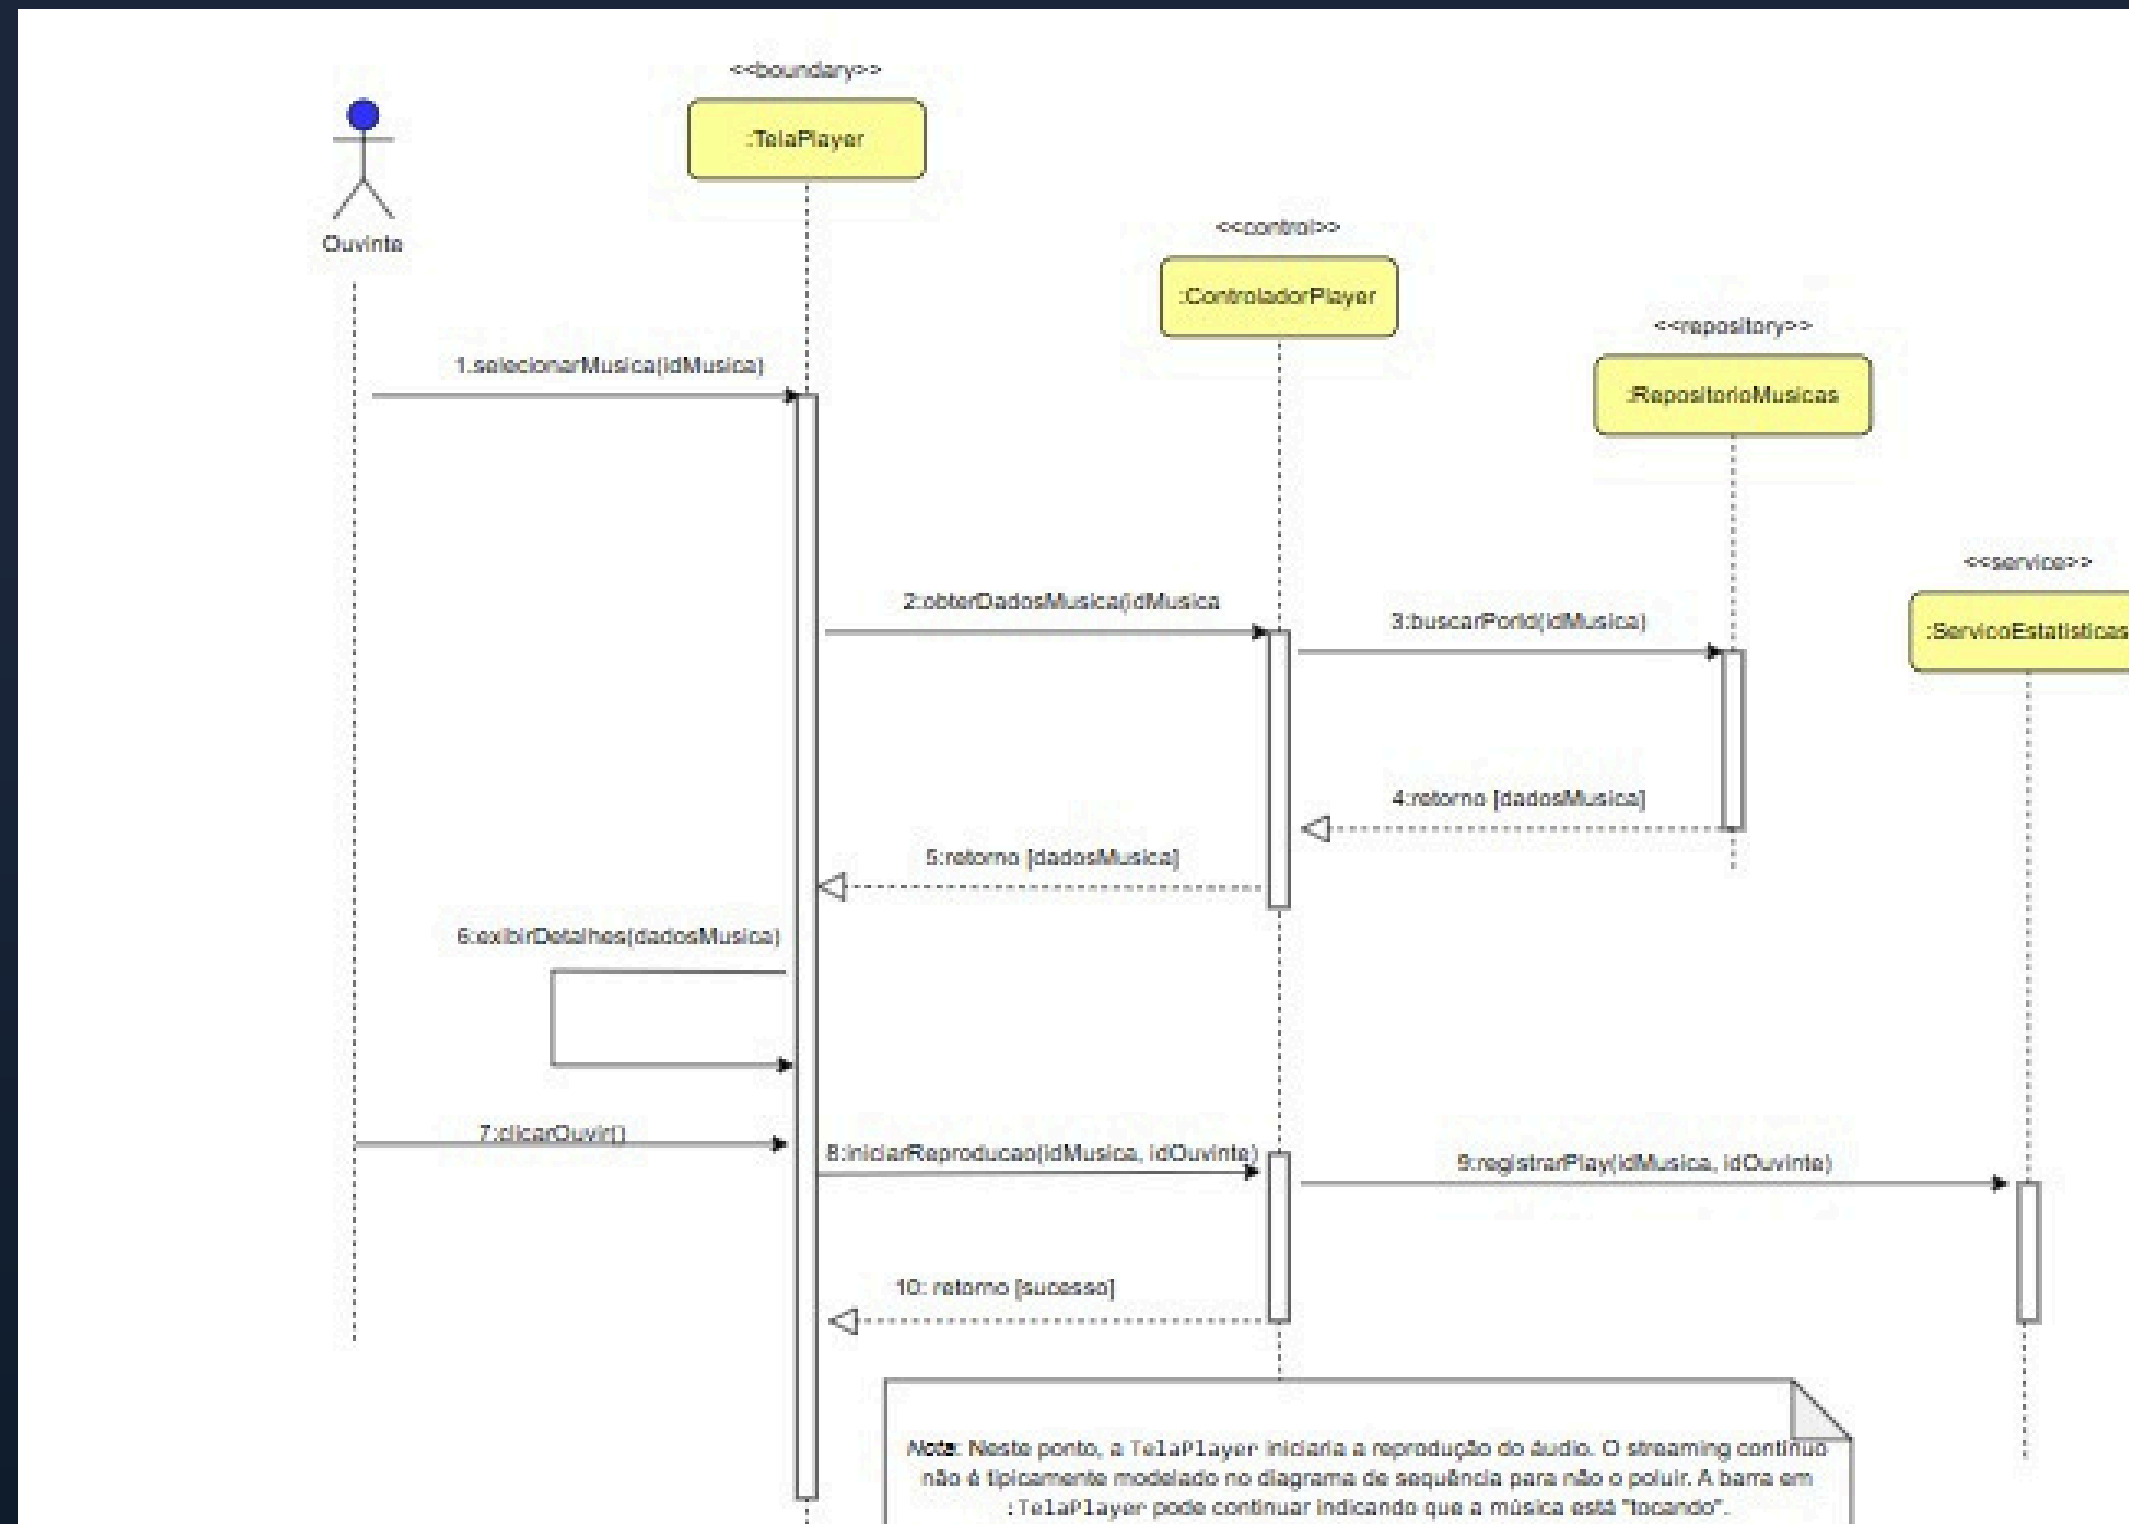 <<boundary>>
:TelaPlayer
Ouvinte
<<control>>
:ControladorPlayer
<<repository>>
:RepositorioMusicas
1.selecionarMusica(idMusica)
<<service>>
:ServicoEstatisticas
2:obterDadosMusica(idMusica
3:buscarPorId(idMusica)
4:retorno [dadosMusica]
5:retorno [dadosMusica]
6:exibirDetalhes(dadosMusica)
7:clicarOuvir()
8:iniciarReproducao(idMusica, idOuvinte)
9:registrarPlay(idMusica, idOuvinte)
10: retorno [sucesso]
Nota: Neste ponto, a TelaPlayer iniciaria a reprodução do áudio. O streaming contínuo
não é tipicamente modelado no diagrama de sequência para não o poluir. A barra em
:TelaPlayer pode continuar indicando que a música está "tocando".